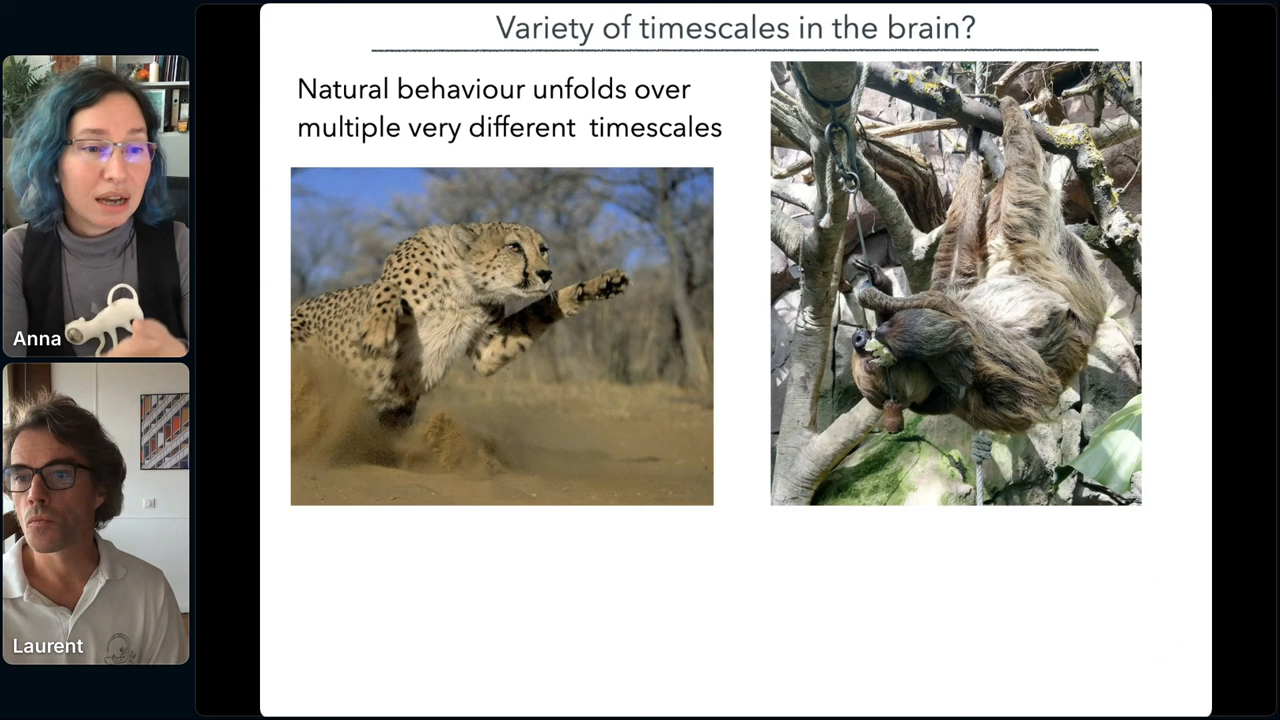 Variety of timescales in the brain?
Natural behaviour unfolds over
multiple very different timescales
Anna
Laurent